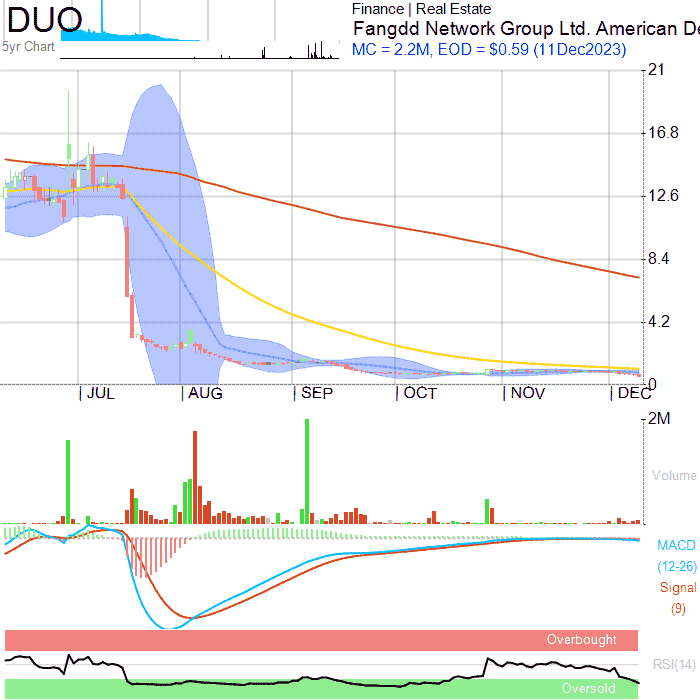 DUO
5yr Chart
Finance | Real Estate
Fangdd Network Group Ltd. American De
MC = 2.2M, EOD = $0.59 (11Dec2023)
21
16.8
12.6
8.4
4.2
0
JUL
AUG
SEP
OCT
NOV
DEC
2M
Volume
MACD
(12-26)
Signal
(9)
Overbought
RSI(14)
Oversold